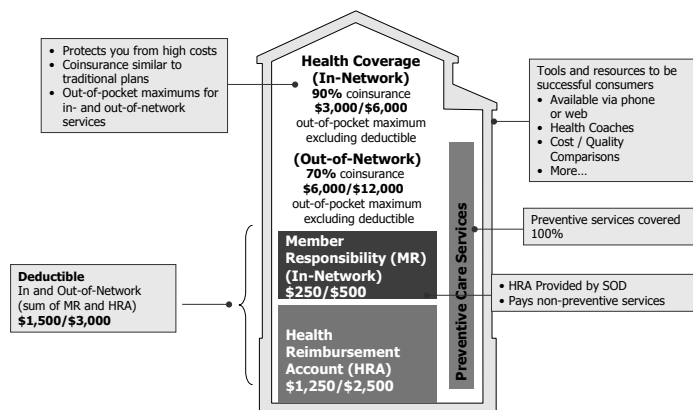 • Protects you from high costs
• Coinsurance similar to
traditional plans
• Out-of-pocket maximums for
in- and out-of-network
services
Health Coverage
(In-Network)
90% coinsurance
$3,000/$6,000
out-of-pocket maximum
excluding deductible
(Out-of-Network)
70% coinsurance
$6,000/$12,000
out-of-pocket maximum
excluding deductible
Tools and resources to be
successful consumers
• Available via phone
or web
• Health Coaches
• Cost / Quality
Comparisons
• More...
Preventive Care Services
Preventive services covered
100%
Member
Responsibility (MR)
(In-Network)
$250/$500
• HRA Provided by SOD
• Pays non-preventive services
Deductible
In and Out-of-Network
(sum of MR and HRA)
$1,500/$3,000
Health
Reimbursement
Account (HRA)
$1,250/$2,500